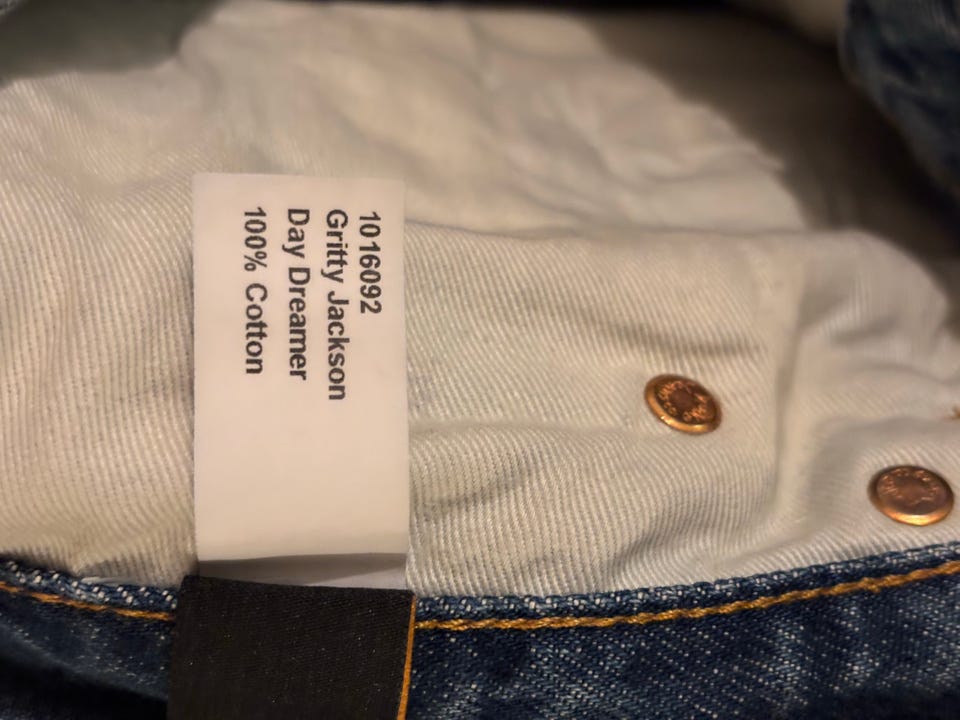 1016092
Gritty Jackson
Day Dreamer
100% Cotton